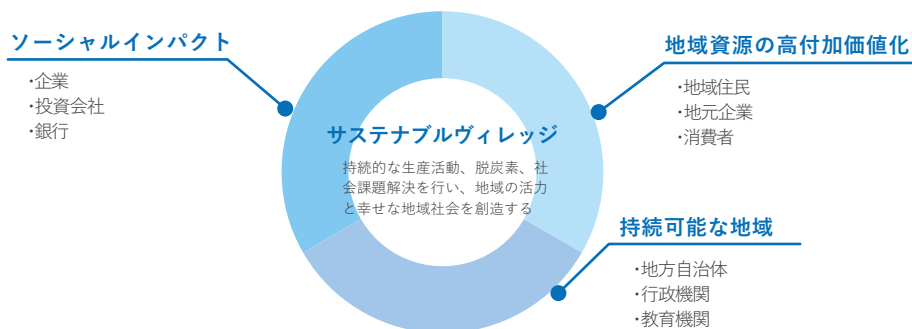 ソーシャルインパクト
・企業
・投資会社
・銀行
地域資源の高付加価値化
・地域住民
・地元企業
・消費者
サステナブルヴィレッジ
持続的な生産活動、脱炭素、社
会課題解決を行い、地域の活力
と幸せな地域社会を創造する
持続可能な地域
・地方自治体
・行政機関
・教育機関